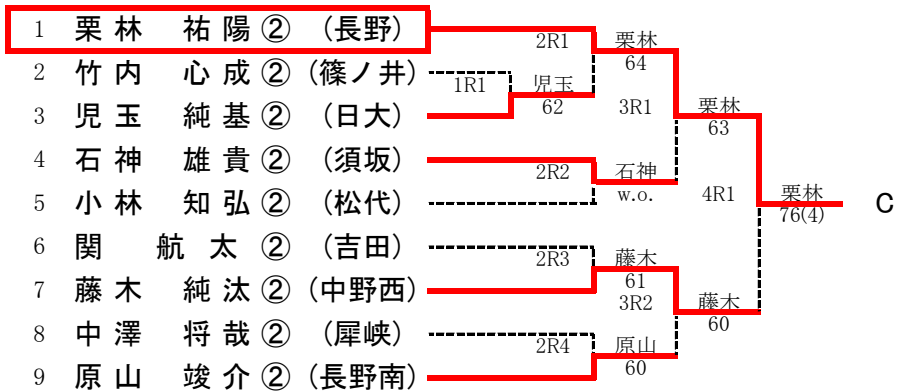 1 栗林 祐陽② (長野)
2 竹内 心成② (篠ノ井)
3 児玉 純基② (日大)
4 石神 雄貴② (須坂)
5 小林 知弘② (松代)
6 関 航太② (吉田)
7 藤木 純汰② (中野西)
8 中澤 将哉② (犀峡)
9 原山 竣介② (長野南)
1R1
2R1
2R2
2R3
2R4
児玉
62
栗林
64
3R1
石神
w.o.
藤木
61
3R2
原山
60
栗林
63
4R1
藤木
60
栗林
76(4)
C